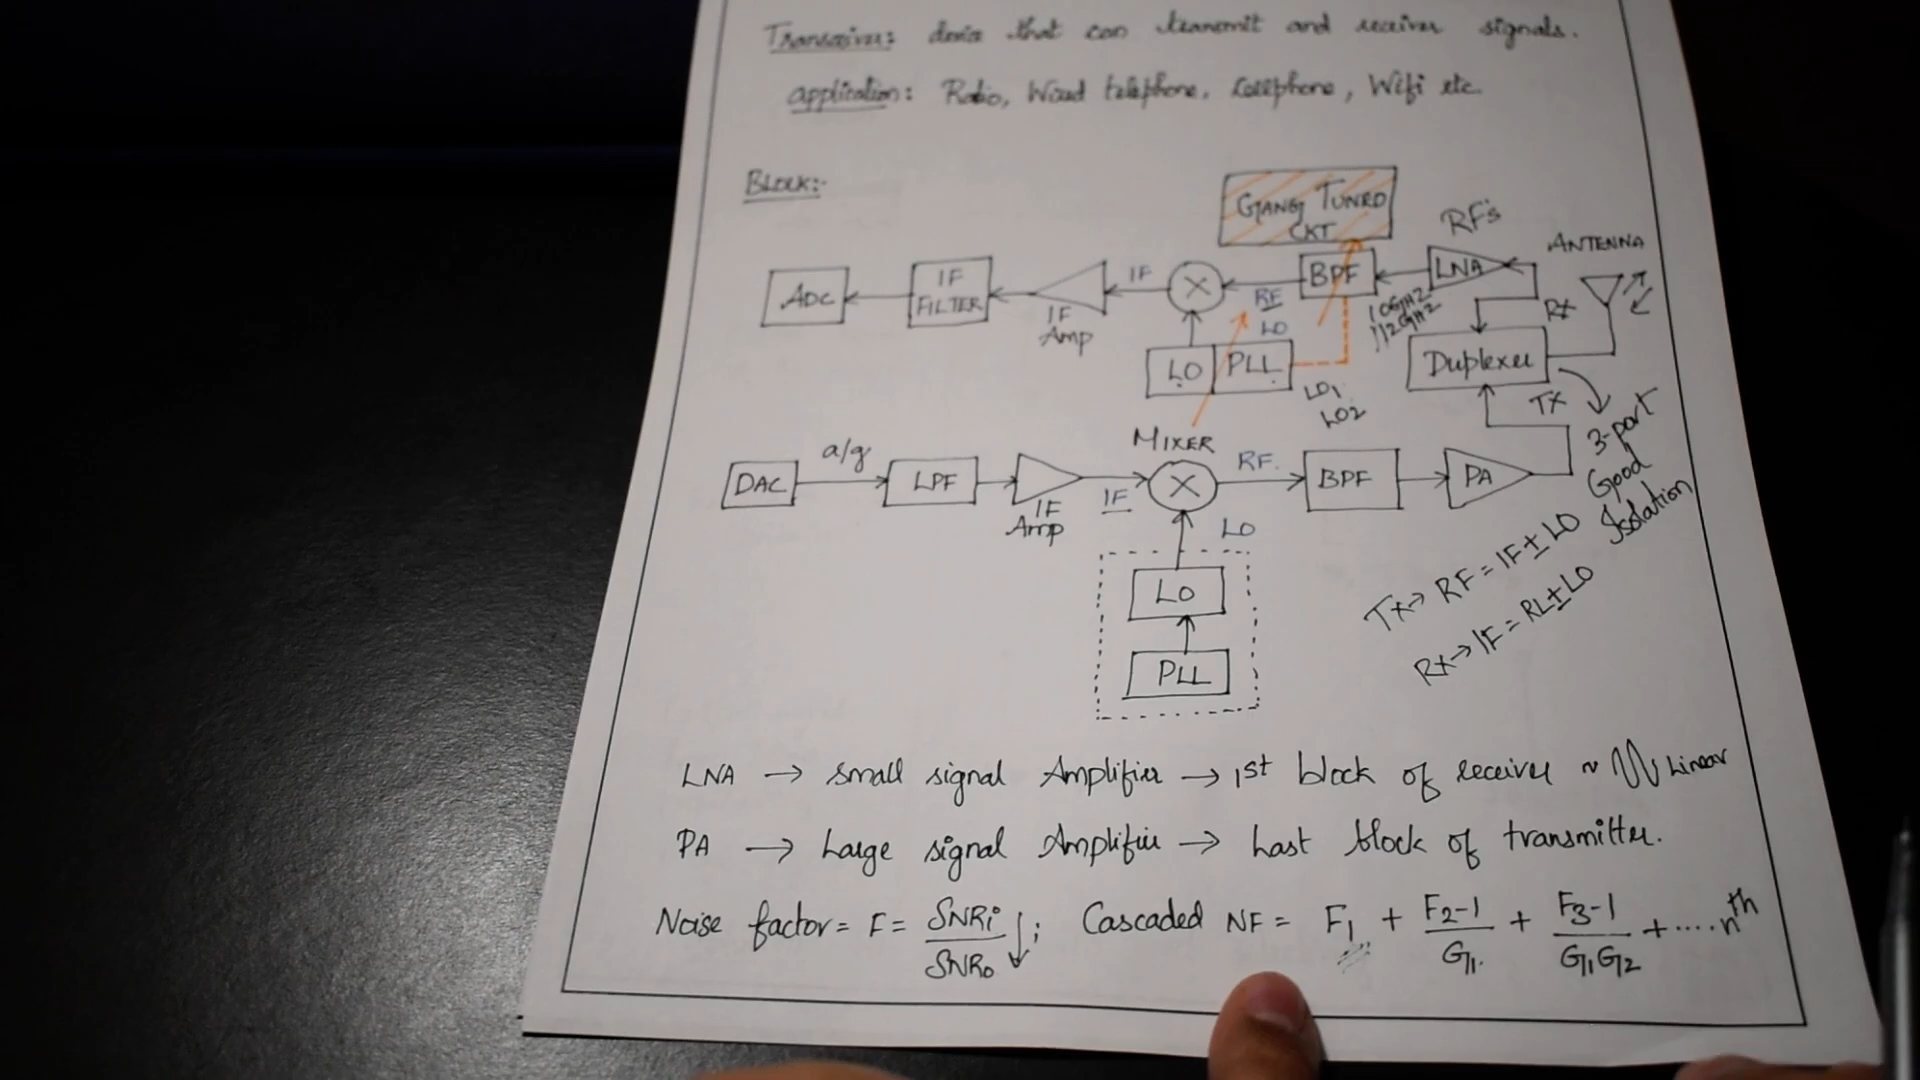 Transceiver: device that can transmit and receiver signals.
application: Radio, Wired telephone, Cellphone, Wifi etc.
BLOCK:-
GANG TUNED
CKT
RF's
ANTENNA
ADC
IF
FILTER
IF
Amp
IF
X
RF
LO
BPF
LNA
10GHz
112GHz
Rx
LO
PLL
LO1
LO2
Duplexer
TX
3-port
Good
Isolation
DAC
a/g
LPF
IF
Amp
IF
MIXER
X
RF.
BPF
PA
LO
LO
PLL
Tx→ RF = IF ± LO
Rx→ IF = RL ± LO
LNA → Small signal Amplifier → 1st block of receiver ~ Linear
PA → Large signal Amplifier → Last block of transmitter.
Noise factor = F = SNRi / SNRo ↓; Cascaded NF = F1 + F2-1 / G1. + F3-1 / G1G2 + .... nth